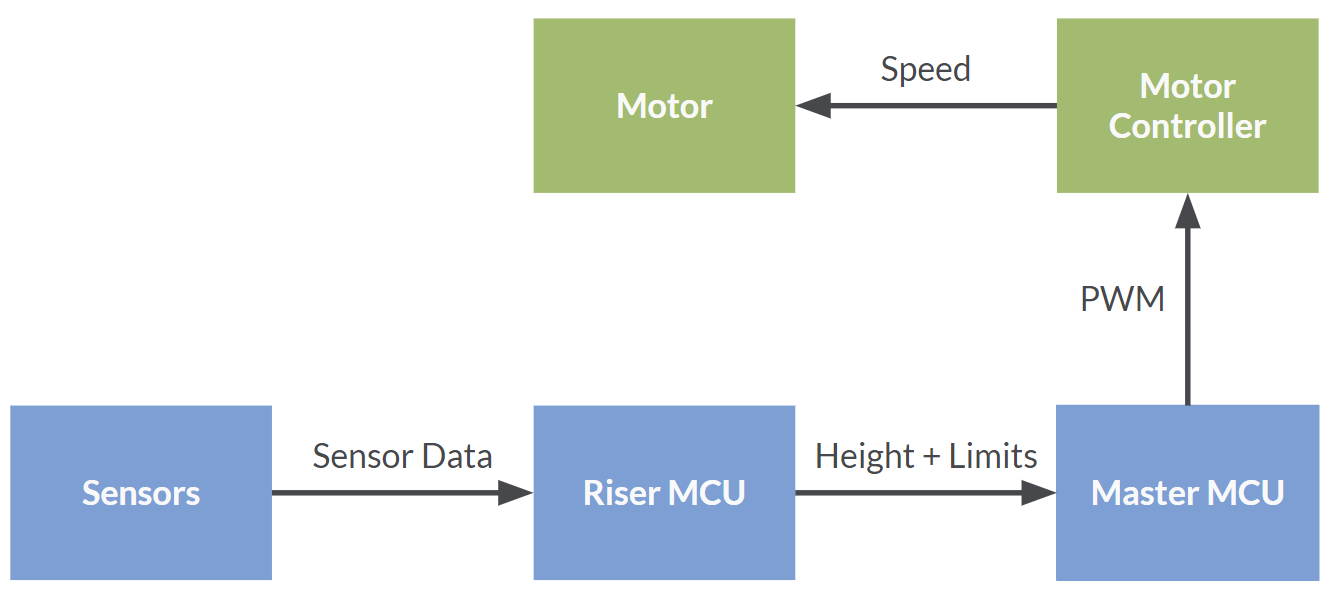 Motor
Speed
Motor
Controller
PWM
Sensors
Sensor Data
Riser MCU
Height + Limits
Master MCU